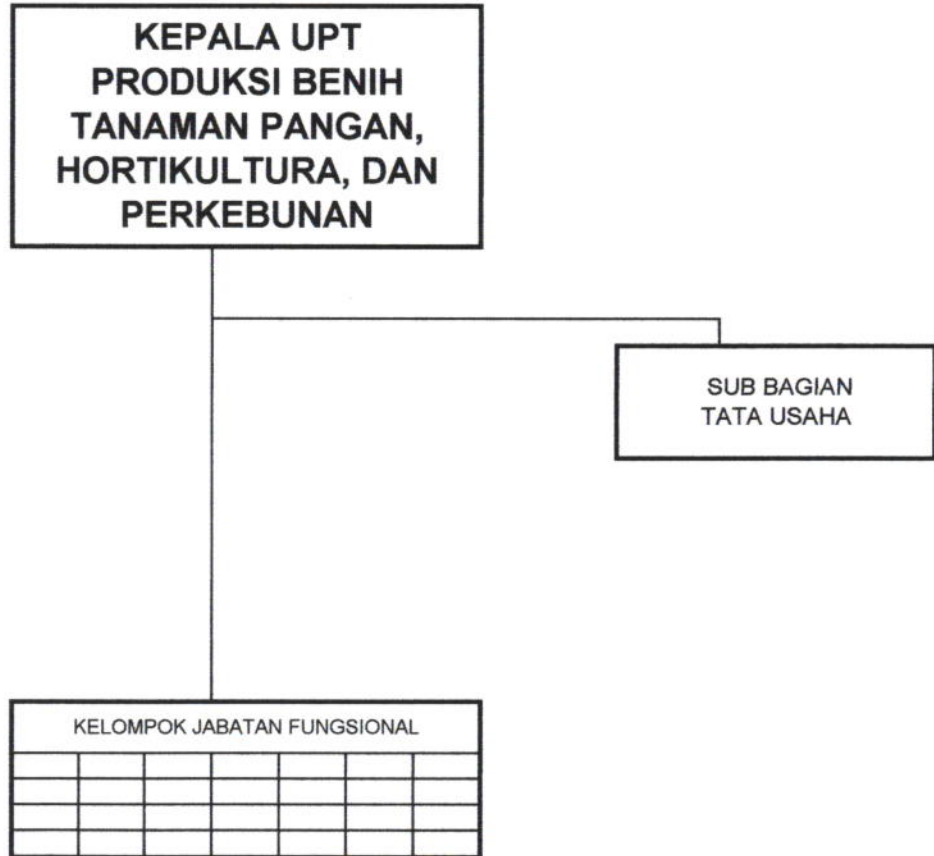 KEPALA UPT
PRODUKSI BENIH
TANAMAN PANGAN,
HORTIKULTURA, DAN
PERKEBUNAN
SUB BAGIAN
TATA USAHA
KELOMPOK JABATAN FUNGSIONAL